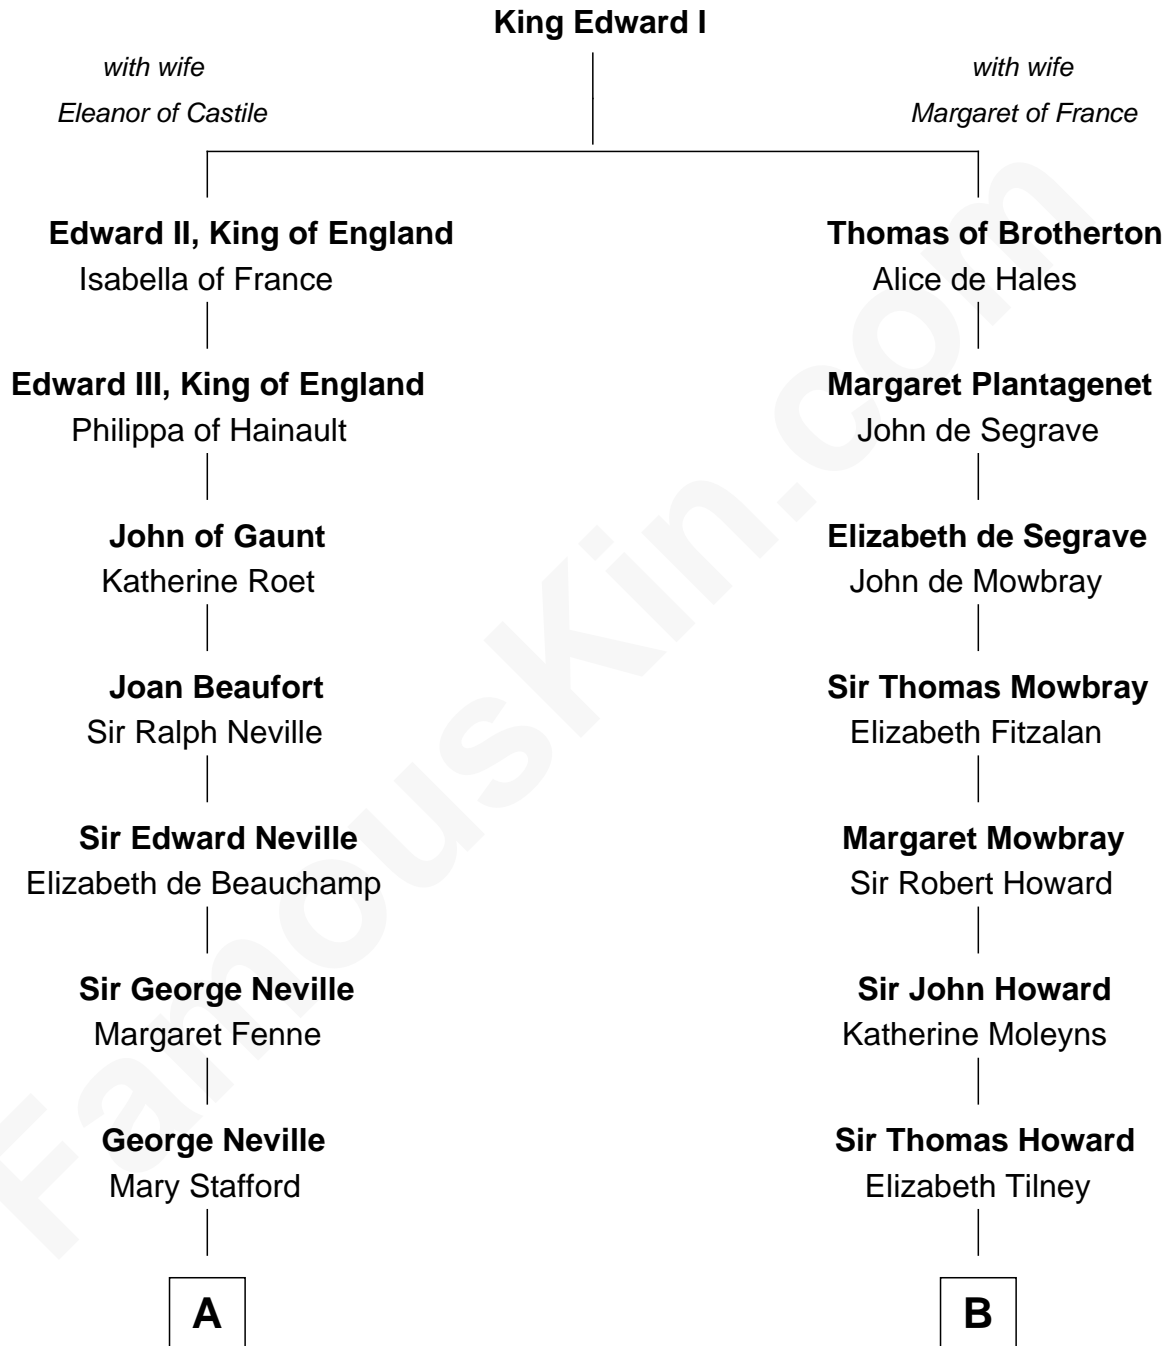 King Edward I
with wife
Eleanor of Castile
with wife
Margaret of France
Edward II, King of England
Isabella of France
Thomas of Brotherton
Alice de Hales
Edward III, King of England
Philippa of Hainault
Margaret Plantagenet
John de Segrave
John of Gaunt
Katherine Roet
Elizabeth de Segrave
John de Mowbray
Joan Beaufort
Sir Ralph Neville
Sir Thomas Mowbray
Elizabeth Fitzalan
Sir Edward Neville
Elizabeth de Beauchamp
Margaret Mowbray
Sir Robert Howard
Sir George Neville
Margaret Fenne
Sir John Howard
Katherine Moleyns
George Neville
Mary Stafford
Sir Thomas Howard
Elizabeth Tilney
A
B
FamousKin.com